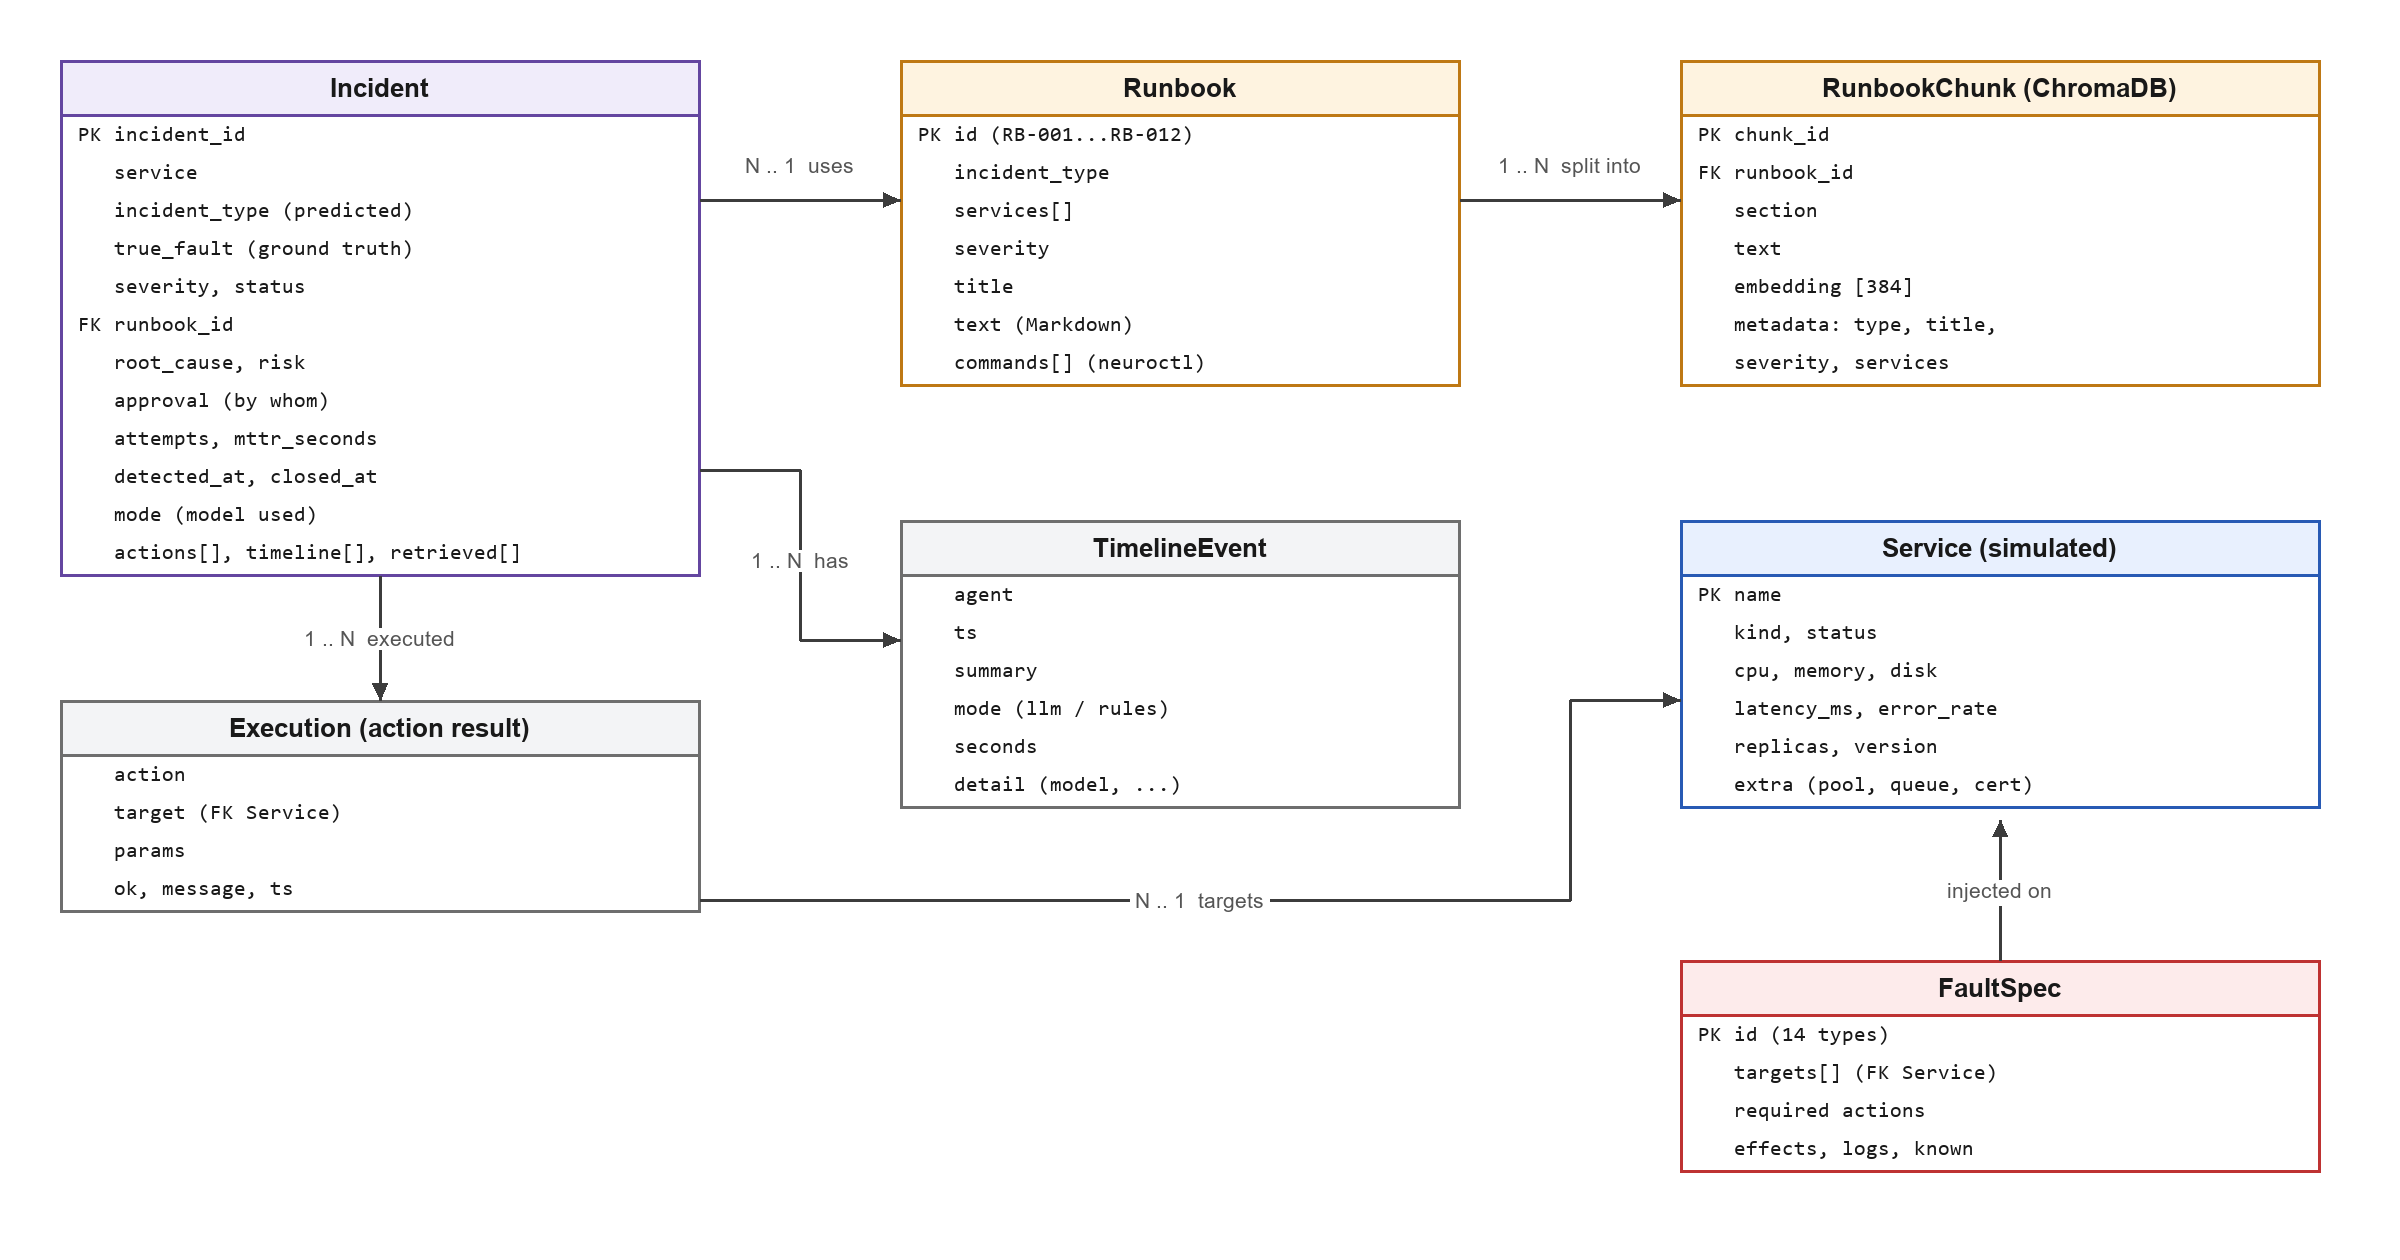 Incident
PK incident_id
service
incident_type (predicted)
true_fault (ground truth)
severity, status
FK runbook_id
root_cause, risk
approval (by whom)
attempts, mttr_seconds
detected_at, closed_at
mode (model used)
actions[], timeline[], retrieved[]
N .. 1 uses
Runbook
PK id (RB-001...RB-012)
incident_type
services[]
severity
title
text (Markdown)
commands[] (neuroctl)
1 .. N split into
RunbookChunk (ChromaDB)
PK chunk_id
FK runbook_id
section
text
embedding [384]
metadata: type, title,
severity, services
1 .. N has
TimelineEvent
agent
ts
summary
mode (llm / rules)
seconds
detail (model, ...)
Service (simulated)
PK name
kind, status
cpu, memory, disk
latency_ms, error_rate
replicas, version
extra (pool, queue, cert)
1 .. N executed
Execution (action result)
action
target (FK Service)
params
ok, message, ts
N .. 1 targets
injected on
FaultSpec
PK id (14 types)
targets[] (FK Service)
required actions
effects, logs, known